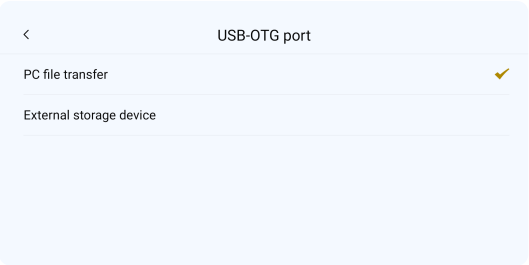 USB-OTG port
PC file transfer
External storage device